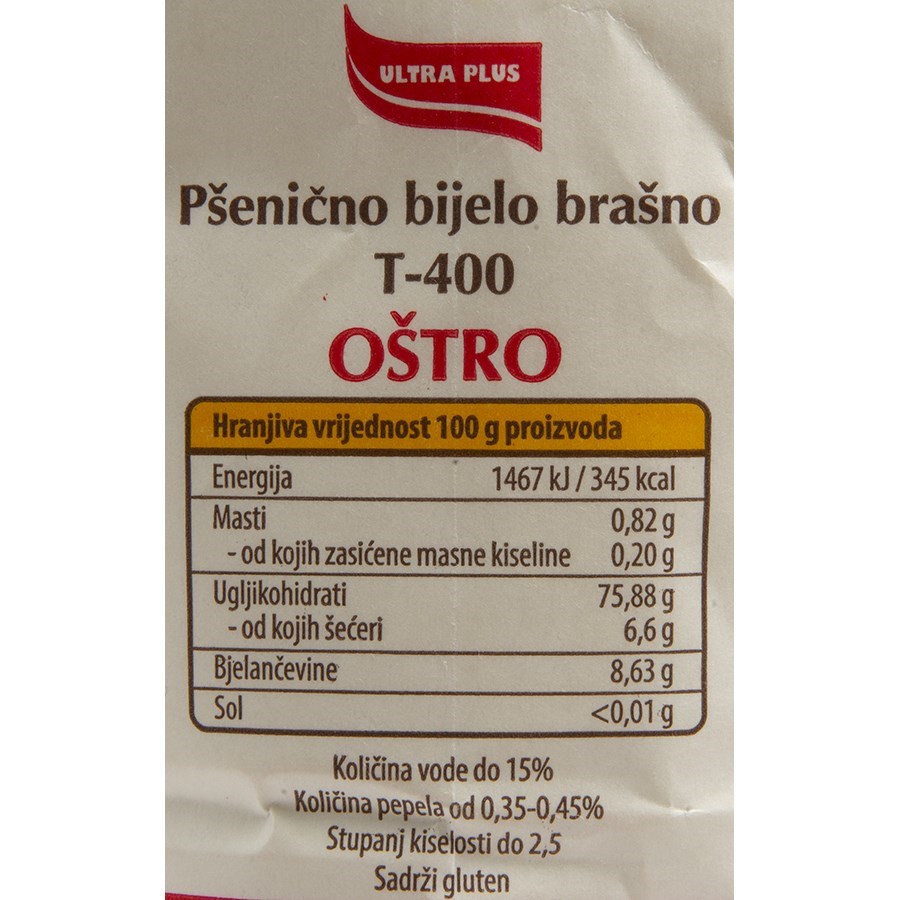 ULTRA PLUS
Pšenično bijelo brašno
T-400
OŠTRO
Hranjiva vrijednost 100 g proizvoda
Energija 1467 kJ / 345 kcal
Masti 0,82 g
- od kojih zasićene masne kiseline 0,20 g
Ugljikohidrati 75,88 g
- od kojih šećeri 6,6 g
Bjelančevine 8,63 g
Sol <0,01 g
Količina vode do 15%
Količina pepela od 0,35-0,45%
Stupanj kiselosti do 2,5
Sadrži gluten